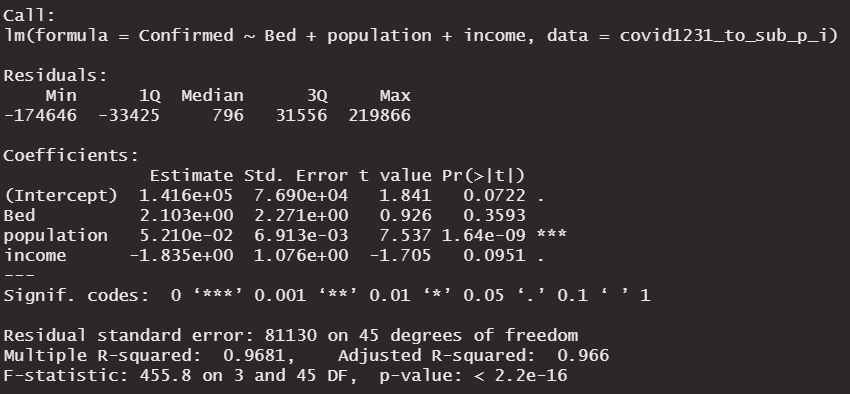 Call:
lm(formula = Confirmed ~ Bed + population + income, data = covid1231_to_sub_p_i)
Residuals:
Min 1Q Median 3Q Max
-174646 -33425 796 31556 219866
Coefficients:
Estimate Std. Error t value Pr(>|t|)
(Intercept) 1.416e+05 7.690e+04 1.841 0.0722 .
Bed 2.103e+00 2.271e+00 0.926 0.3593
population 5.210e-02 6.913e-03 7.537 1.64e-09 ***
income -1.835e+00 1.076e+00 -1.705 0.0951 .
---
Signif. codes: 0 ‘***’ 0.001 ‘**’ 0.01 ‘*’ 0.05 ‘.’ 0.1 ‘ ’ 1
Residual standard error: 81130 on 45 degrees of freedom
Multiple R-squared: 0.9681, Adjusted R-squared: 0.966
F-statistic: 455.8 on 3 and 45 DF, p-value: < 2.2e-16